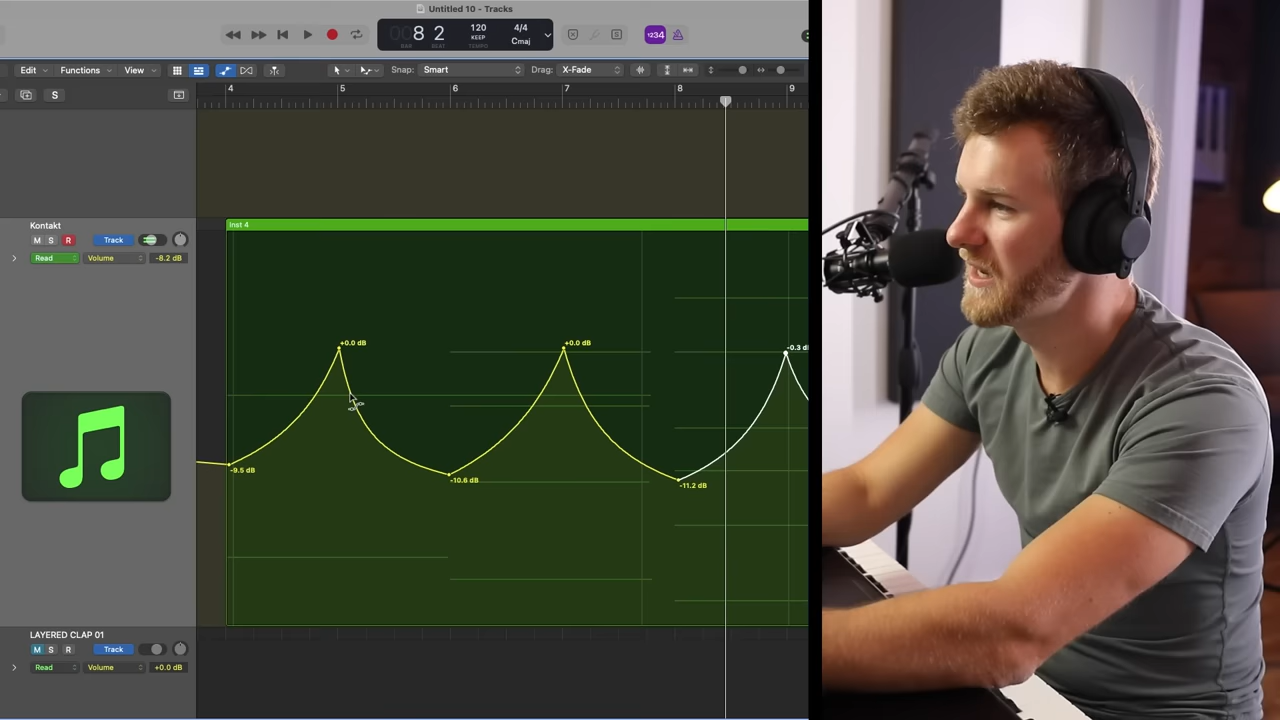 Untitled 10 - Tracks
008 2
BAR BEAT
120
KEEP
TEMPO
4/4
Cmaj
1234
Edit Functions View Snap: Smart Drag: X-Fade
S
4 5 6 7 8 9
Kontakt
M S R Track
Read Volume -8.2 dB
Inst 4
+0.0 dB +0.0 dB -0.3 d
-9.5 dB
-10.6 dB
-11.2 dB
LAYERED CLAP 01
M S R Track
Read Volume +0.0 dB